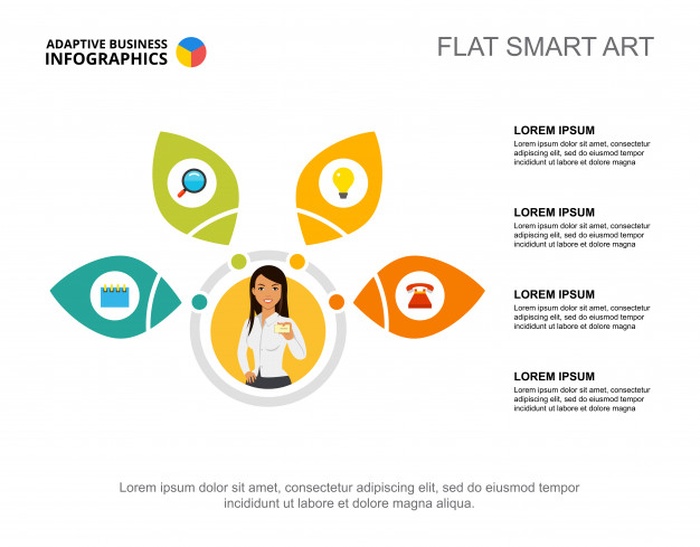 ADAPTIVE BUSINESS
INFOGRAPHICS
FLAT SMART ART
LOREM IPSUM
Lorem ipsum dolor sit amet, consectetur
adipiscing elit, sed do eiusmod tempor
incididunt ut labore et dolore magna
LOREM IPSUM
Lorem ipsum dolor sit amet, consectetur
adipiscing elit, sed do eiusmod tempor
incididunt ut labore et dolore magna
LOREM IPSUM
Lorem ipsum dolor sit amet, consectetur
adipiscing elit, sed do eiusmod tempor
incididunt ut labore et dolore magna
LOREM IPSUM
Lorem ipsum dolor sit amet, consectetur
adipiscing elit, sed do eiusmod tempor
incididunt ut labore et dolore magna
Lorem ipsum dolor sit amet, consectetur adipiscing elit, sed do eiusmod tempor
incididunt ut labore et dolore magna aliqua.